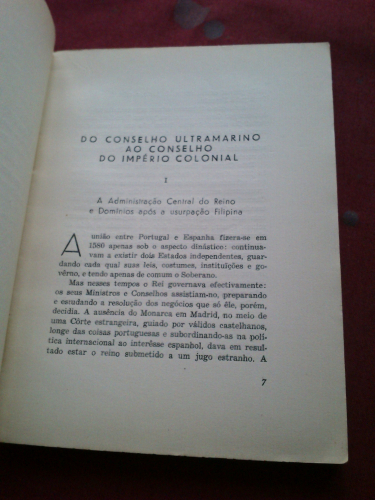 DO CONSELHO ULTRAMARINO
AO CONSELHO
DO IMPÉRIO COLONIAL
I
A Administração Central do Reino
e Domínios após a usurpação Filipina
A união entre Portugal e Espanha fizera-se em
1580 apenas sob o aspecto dinástico: continua-
vam a existir dois Estados independentes, guar-
dando cada qual suas leis, costumes, instituïções e go-
vêrno, e tendo apenas de comum o Soberano.
Mas nesses tempos o Rei governava efectivamente:
os seus Ministros e Conselhos assistiam-no, preparando
e estudando a resolução dos negócios que só êle, porém,
decidia. A ausência do Monarca em Madrid, no meio de
uma Côrte estrangeira, guiado por válidos castelhanos,
longe das coisas portuguesas e subordinando-as na polí-
tica internacional ao interêsse espanhol, dava em resul-
tado estar o reino submetido a um jugo estranho. A
7